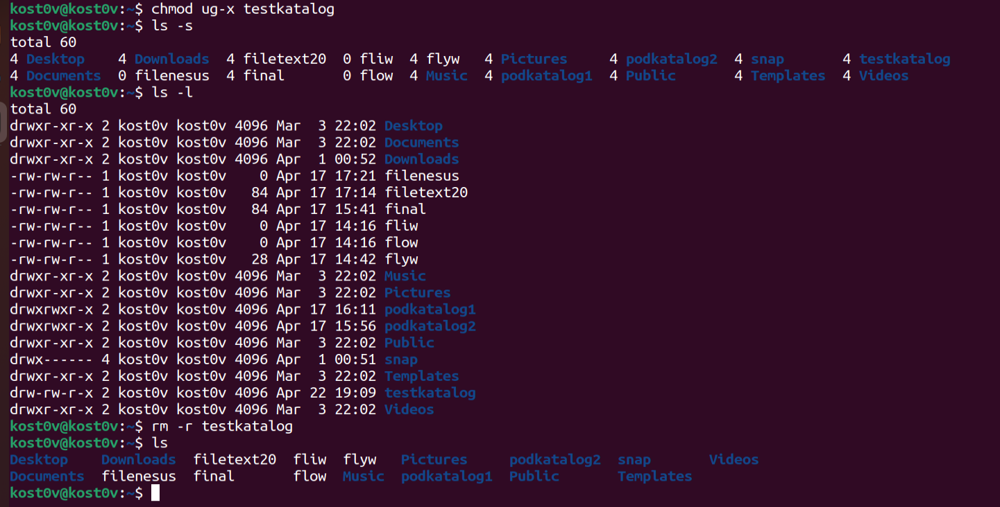 kost0v@kost0v:~$ chmod ug-x testkatalog
kost0v@kost0v:~$ ls -s
total 60
4 Desktop    4 Downloads  4 filetext20  0 fliw  4 flyw   4 Pictures     4 podkatalog2  4 snap       4 testkatalog
4 Documents  0 filenesus  4 final       0 flow  4 Music  4 podkatalog1  4 Public       4 Templates  4 Videos
kost0v@kost0v:~$ ls -l
total 60
drwxr-xr-x 2 kost0v kost0v 4096 Mar  3 22:02 Desktop
drwxr-xr-x 2 kost0v kost0v 4096 Mar  3 22:02 Documents
drwxr-xr-x 2 kost0v kost0v 4096 Apr  1 00:52 Downloads
-rw-rw-r-- 1 kost0v kost0v    0 Apr 17 17:21 filenesus
-rw-rw-r-- 1 kost0v kost0v   84 Apr 17 17:14 filetext20
-rw-rw-r-- 1 kost0v kost0v   84 Apr 17 15:41 final
-rw-rw-r-- 1 kost0v kost0v    0 Apr 17 14:16 fliw
-rw-rw-r-- 1 kost0v kost0v    0 Apr 17 14:16 flow
-rw-rw-r-- 1 kost0v kost0v   28 Apr 17 14:42 flyw
drwxr-xr-x 2 kost0v kost0v 4096 Mar  3 22:02 Music
drwxr-xr-x 2 kost0v kost0v 4096 Mar  3 22:02 Pictures
drwxrwxr-x 2 kost0v kost0v 4096 Apr 17 16:11 podkatalog1
drwxrwxr-x 2 kost0v kost0v 4096 Apr 17 15:56 podkatalog2
drwxr-xr-x 2 kost0v kost0v 4096 Mar  3 22:02 Public
drwx------ 4 kost0v kost0v 4096 Apr  1 00:51 snap
drwxr-xr-x 2 kost0v kost0v 4096 Mar  3 22:02 Templates
drw-rw-r-x 2 kost0v kost0v 4096 Apr 22 19:09 testkatalog
drwxr-xr-x 2 kost0v kost0v 4096 Mar  3 22:02 Videos
kost0v@kost0v:~$ rm -r testkatalog
kost0v@kost0v:~$ ls
Desktop    Downloads  filetext20  fliw  flyw   Pictures     podkatalog2  snap       Videos
Documents  filenesus  final       flow  Music  podkatalog1  Public       Templates
kost0v@kost0v:~$